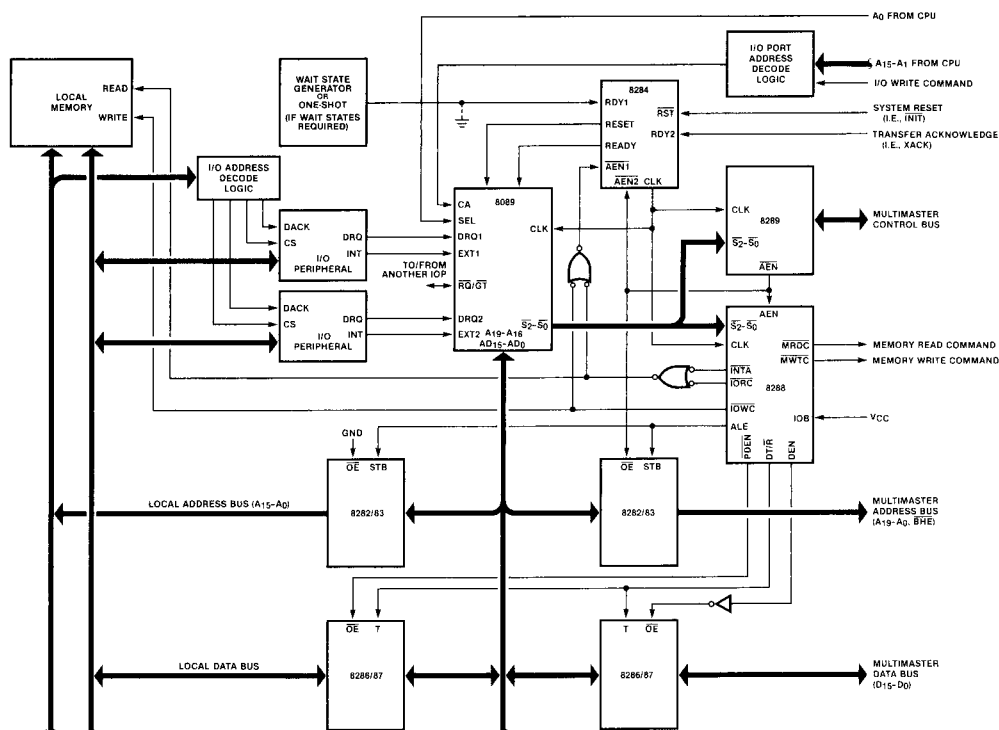 A0 FROM CPU
I/O PORT
ADDRESS
DECODE
LOGIC
A15-A1 FROM CPU
I/O WRITE COMMAND
LOCAL
MEMORY
READ
WRITE
WAIT STATE
GENERATOR
OR
ONE-SHOT
(IF WAIT STATES
REQUIRED)
8284
RDY1
RST
RESET
RDY2
READY
AEN1
AEN2 CLK
SYSTEM RESET
(I.E., INIT)
TRANSFER ACKNOWLEDGE
(I.E., XACK)
I/O ADDRESS
DECODE
LOGIC
DACK
CS
DRQ
INT
I/O
PERIPHERAL
DACK
CS
DRQ
INT
I/O
PERIPHERAL
TO/FROM
ANOTHER IOP
8089
CA
SEL
CLK
DRQ1
EXT1
RQ/GT
DRQ2
S2-S0
EXT2 A19-A16
AD15-AD0
CLK
8289
S2-S0
AEN
MULTIMASTER
CONTROL BUS
AEN
S2-S0
CLK
MRDC
MWTC
INTA
IORC
8288
IOWC
IOB
ALE
PDEN
DT/R
DEN
MEMORY READ COMMAND
MEMORY WRITE COMMAND
VCC
GND
OE STB
8282/83
OE STB
8282/83
LOCAL ADDRESS BUS (A15-A0)
MULTIMASTER
ADDRESS BUS
(A19-A0, BHE)
OE T
8286/87
T OE
8286/87
LOCAL DATA BUS
MULTIMASTER
DATA BUS
(D15-D0)